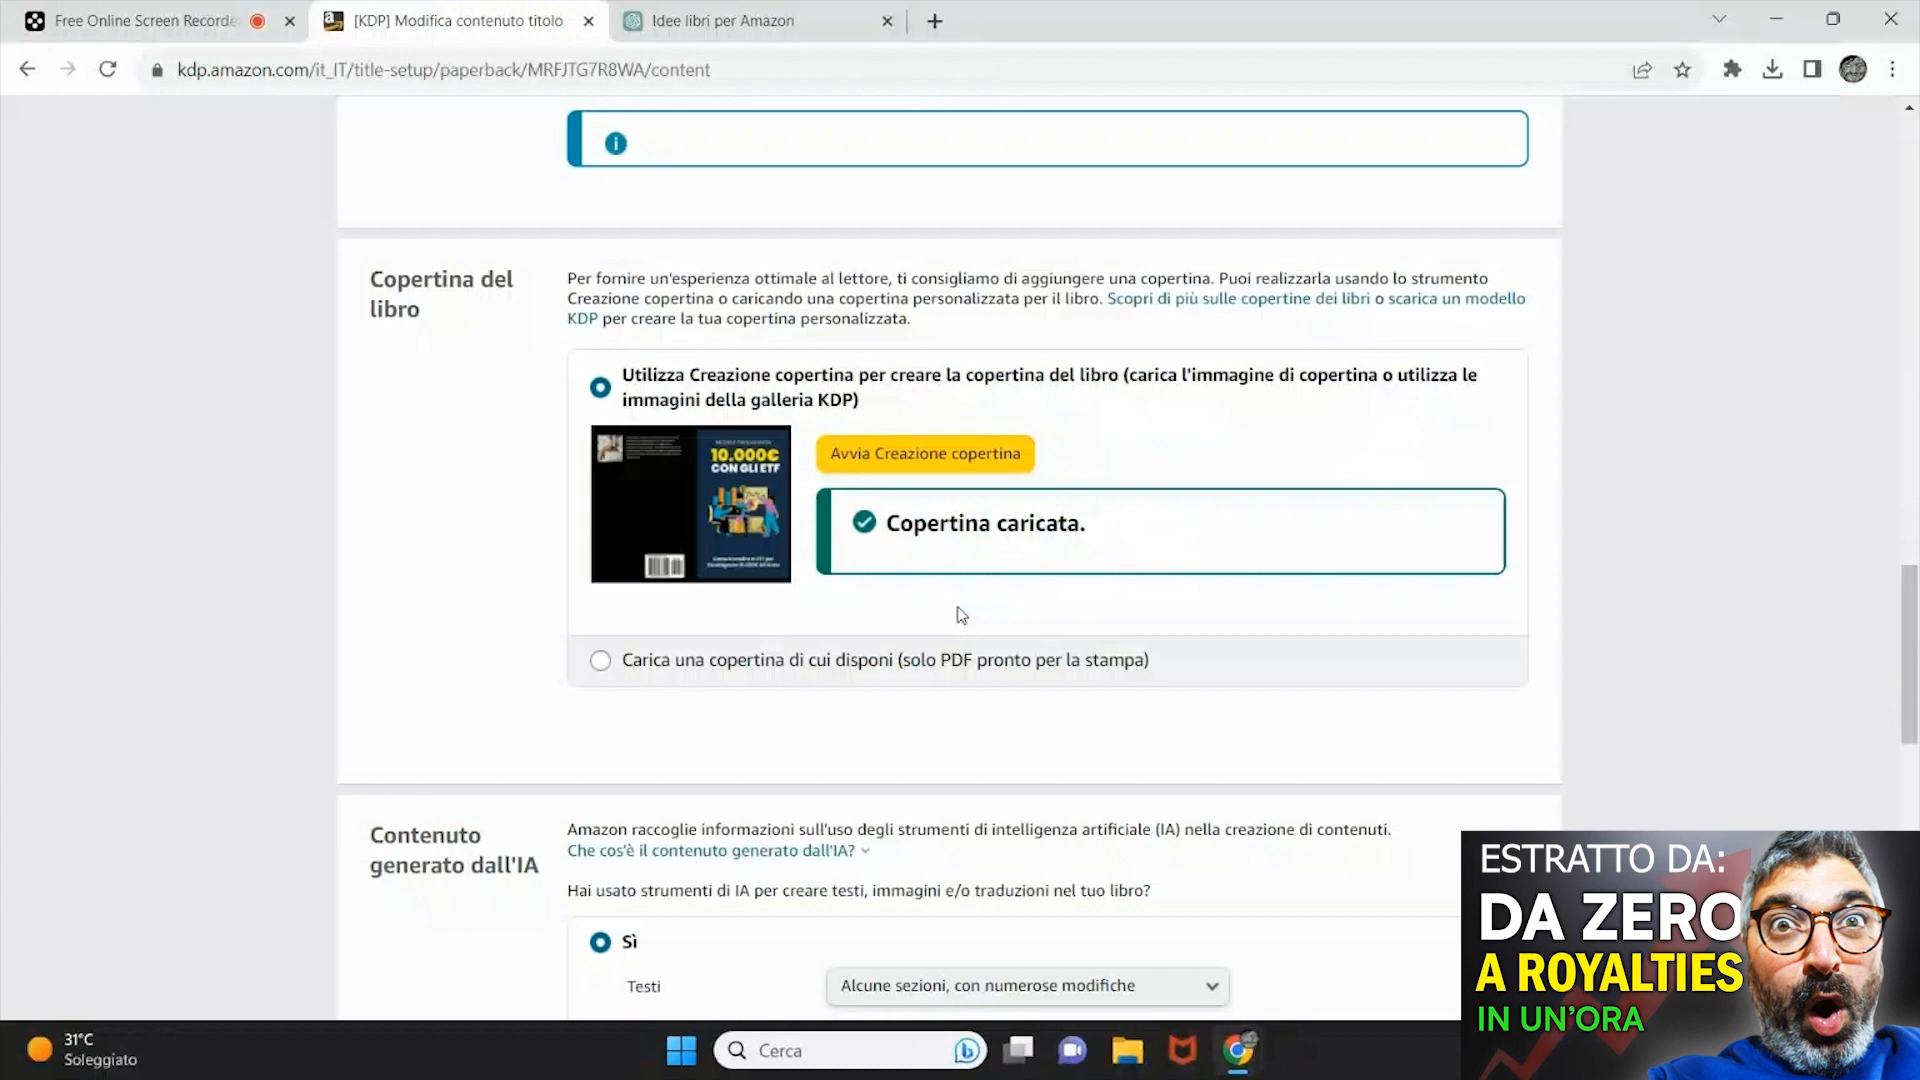 Free Online Screen Recorde
[KDP] Modifica contenuto titolo
Idee libri per Amazon
kdp.amazon.com/it_IT/title-setup/paperback/MRFJTG7R8WA/content
Copertina del
libro
Per fornire un'esperienza ottimale al lettore, ti consigliamo di aggiungere una copertina. Puoi realizzarla usando lo strumento
Creazione copertina o caricando una copertina personalizzata per il libro. Scopri di più sulle copertine dei libri o scarica un modello
KDP per creare la tua copertina personalizzata.
Utilizza Creazione copertina per creare la copertina del libro (carica l'immagine di copertina o utilizza le
immagini della galleria KDP)
10.000€
CON GLI ETF
Avvia Creazione copertina
Copertina caricata.
Carica una copertina di cui disponi (solo PDF pronto per la stampa)
Contenuto
generato dall'IA
Amazon raccoglie informazioni sull'uso degli strumenti di intelligenza artificiale (IA) nella creazione di contenuti.
Che cos'è il contenuto generato dall'IA?
Hai usato strumenti di IA per creare testi, immagini e/o traduzioni nel tuo libro?
Sì
Testi
Alcune sezioni, con numerose modifiche
ESTRATTO DA:
DA ZERO
A ROYALTIES
IN UN'ORA
31°C
Soleggiato
Cerca